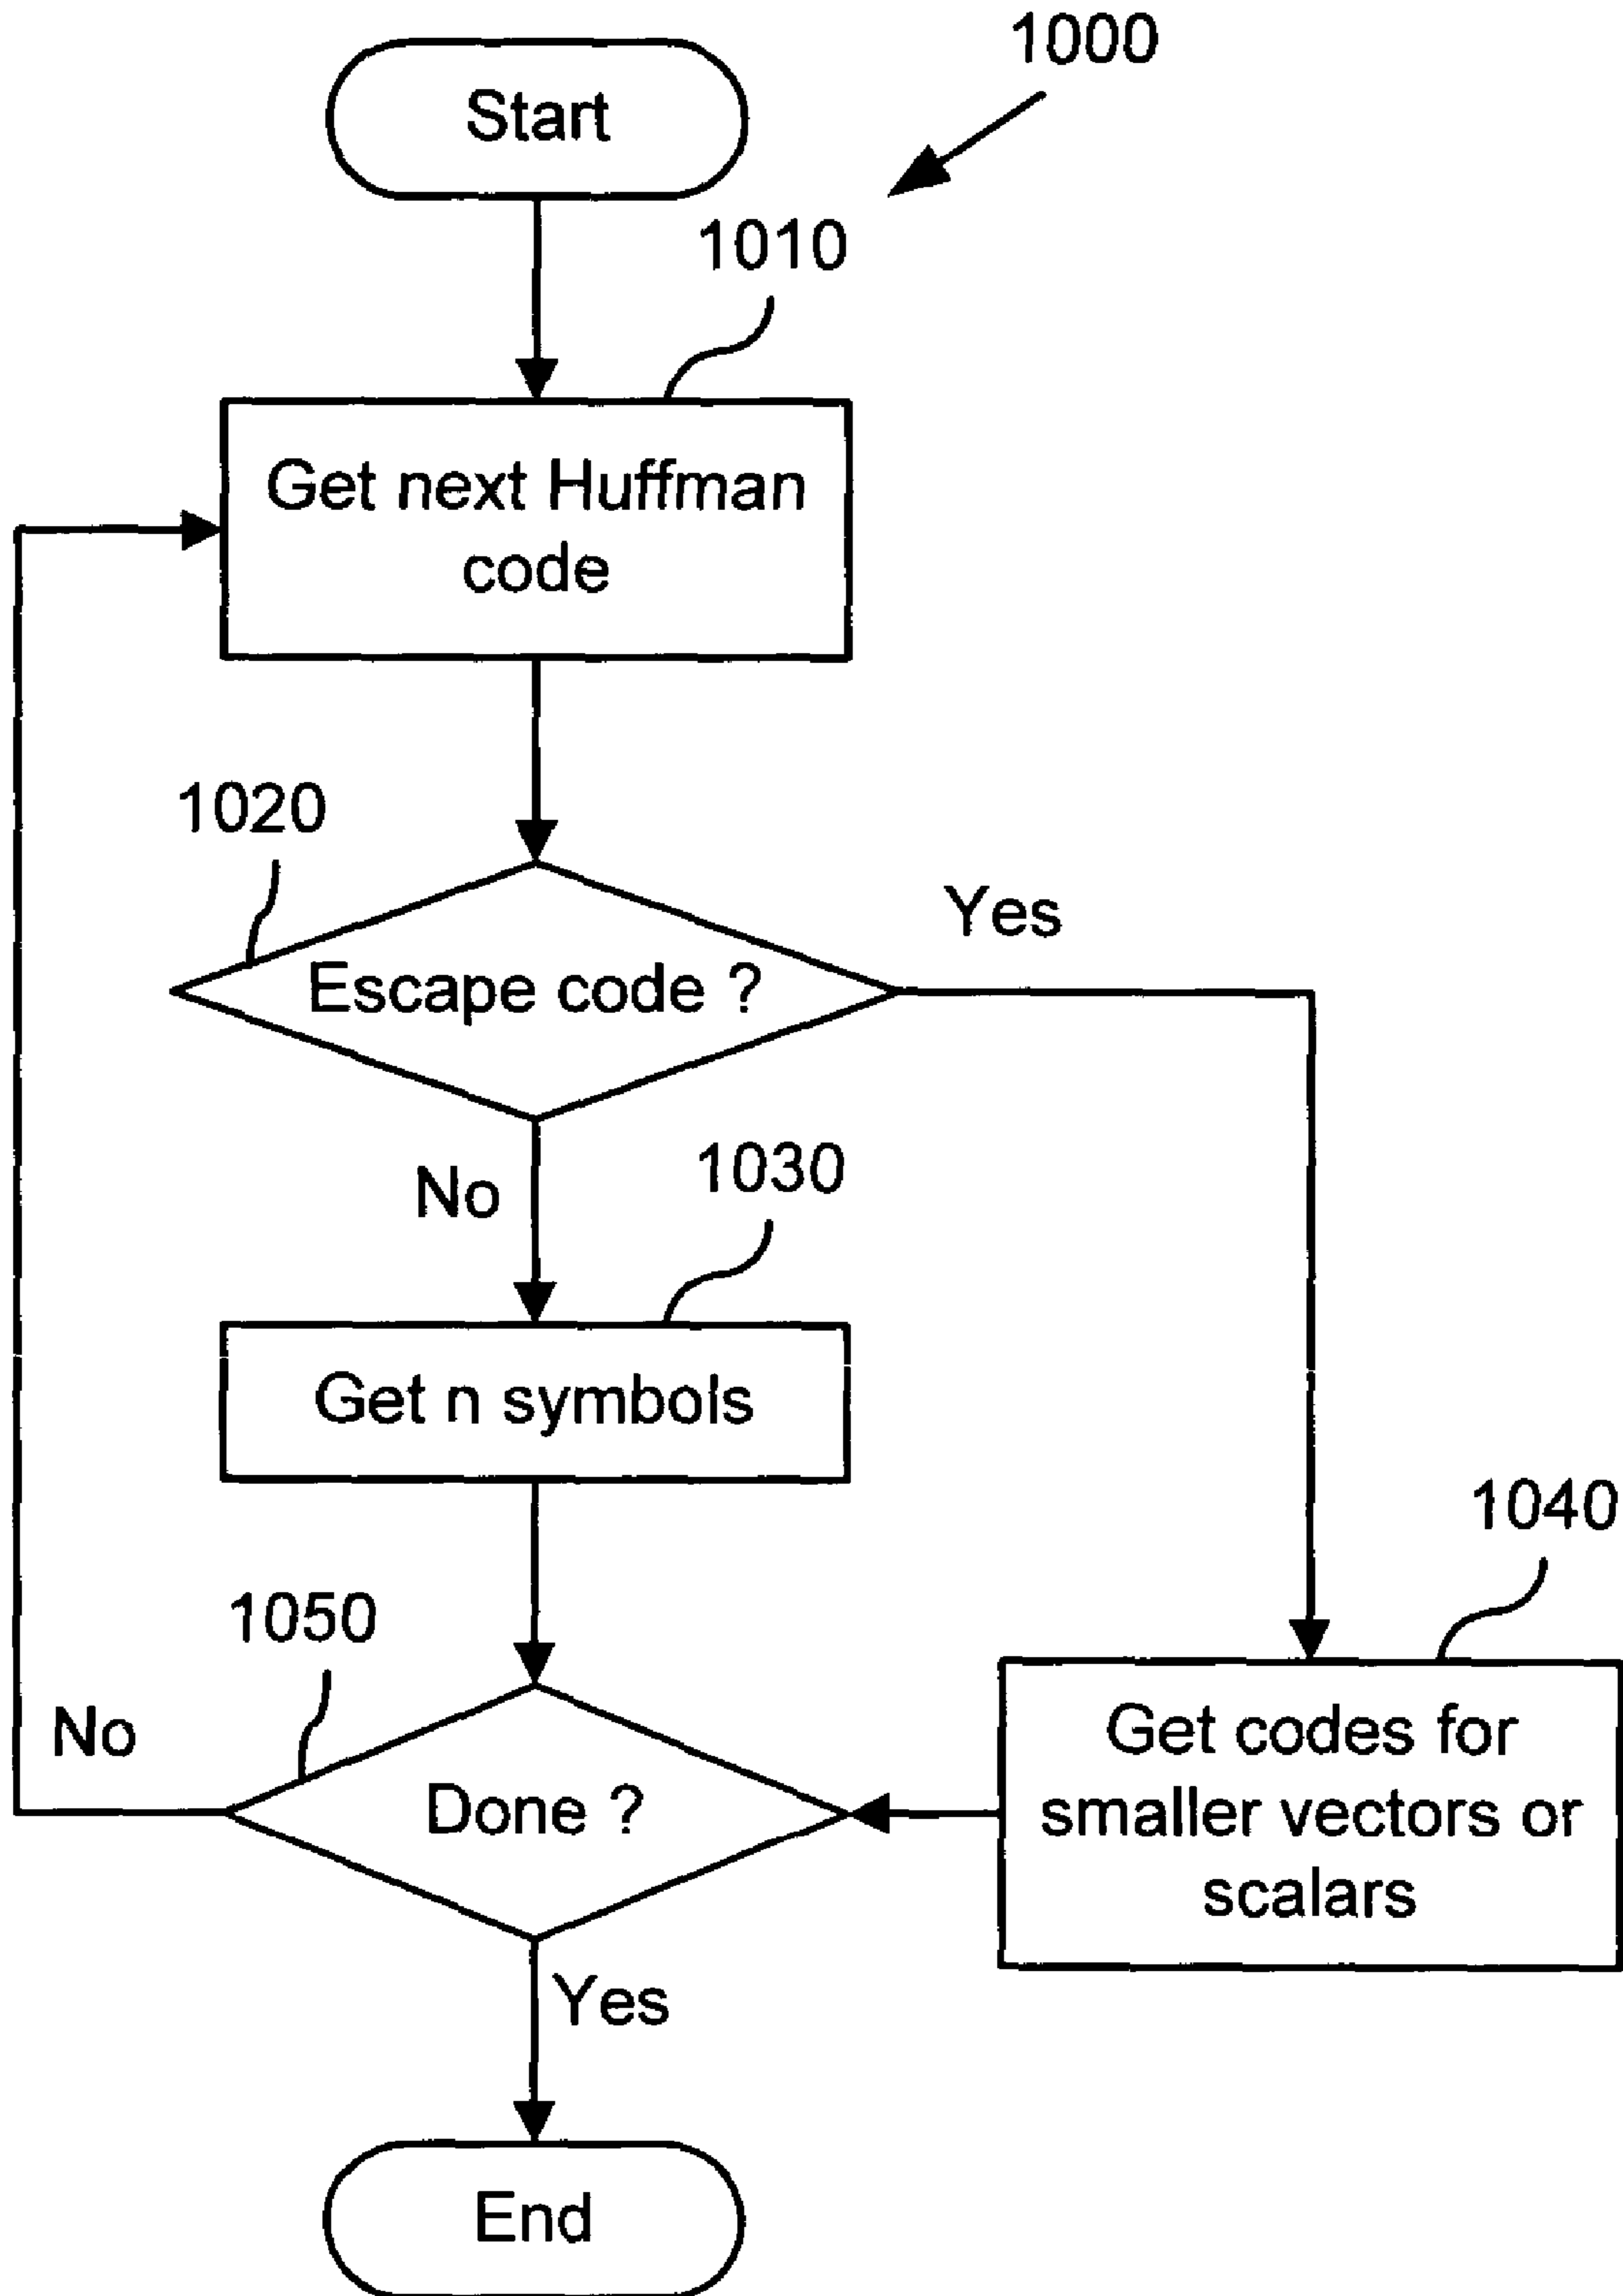 1000
Start
1010
Get next Huffman
code
1020
Yes
Escape code ?
No
1030
Get n symbols
1040
1050
No
Done ?
Get codes for
smaller vectors or
scalars
Yes
End